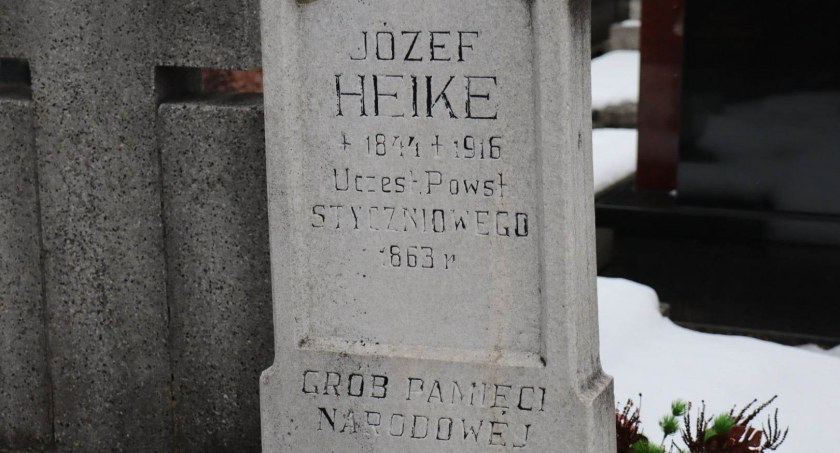 JÓZEF
HEIKE
+ 1844 + 1916
Uczest. Powst
STYCZNIOWEGO
1863 r
GRÓB PAMIĘCI
NARODOWEJ